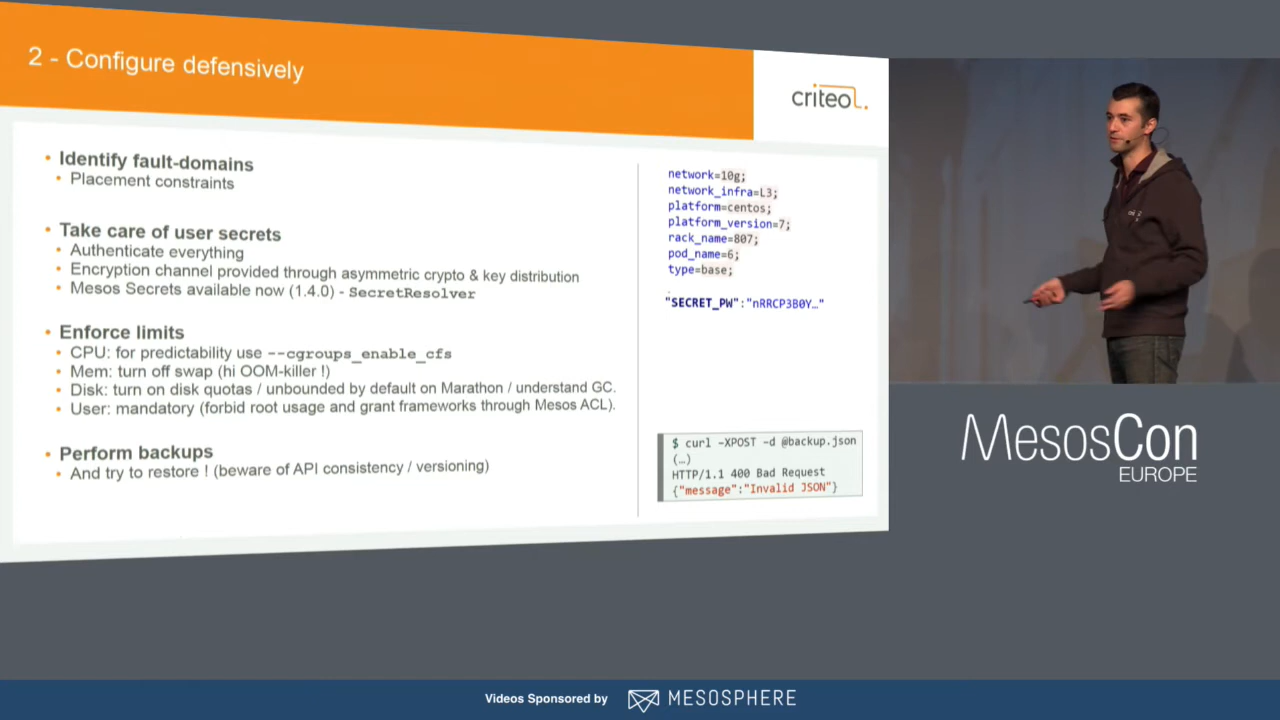 2 - Configure defensively
criteo
• Identify fault-domains
• Placement constraints
• Take care of user secrets
• Authenticate everything
• Encryption channel provided through asymmetric crypto & key distribution
• Mesos Secrets available now (1.4.0) - SecretResolver
• Enforce limits
• CPU: for predictability use --cgroups_enable_cfs
• Mem: turn off swap (hi OOM-killer !)
• Disk: turn on disk quotas / unbounded by default on Marathon / understand GC.
• User: mandatory (forbid root usage and grant frameworks through Mesos ACL).
• Perform backups
• And try to restore ! (beware of API consistency / versioning)
network=10g;
network_infra=L3;
platform=centos;
platform_version=7;
rack_name=807;
pod_name=6;
type=base;
"SECRET_PW":"nRRCP3B0Y…"
$ curl -XPOST -d @backup.json
(…)
HTTP/1.1 400 Bad Request
{"message":"Invalid JSON"}
MesosCon
EUROPE
Videos Sponsored by
MESOSPHERE